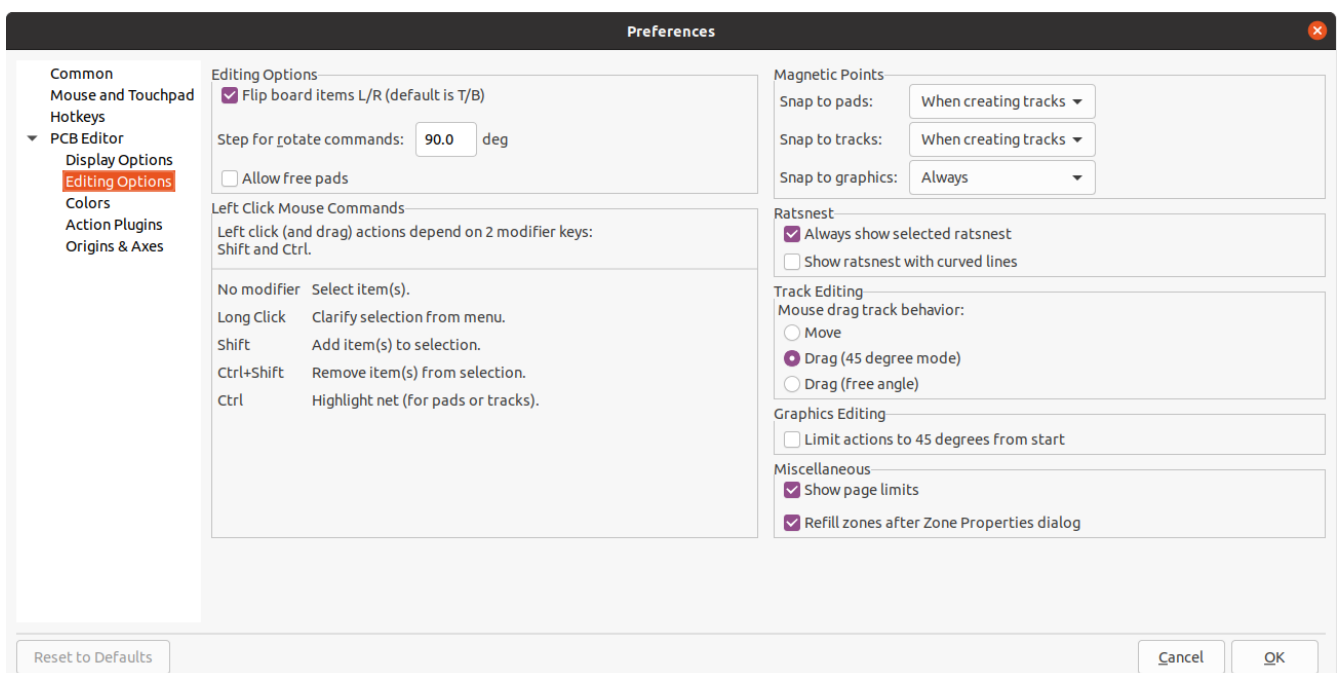 Preferences
Common
Mouse and Touchpad
Hotkeys
PCB Editor
Display Options
Editing Options
Colors
Action Plugins
Origins & Axes
Editing Options
Flip board items L/R (default is T/B)
Step for rotate commands: 90.0 deg
Allow free pads
Left Click Mouse Commands
Left click (and drag) actions depend on 2 modifier keys:
Shift and Ctrl.
No modifier Select item(s).
Long Click Clarify selection from menu.
Shift Add item(s) to selection.
Ctrl+Shift Remove item(s) from selection.
Ctrl Highlight net (for pads or tracks).
Magnetic Points
Snap to pads: When creating tracks
Snap to tracks: When creating tracks
Snap to graphics: Always
Ratsnest
Always show selected ratsnest
Show ratsnest with curved lines
Track Editing
Mouse drag track behavior:
Move
Drag (45 degree mode)
Drag (free angle)
Graphics Editing
Limit actions to 45 degrees from start
Miscellaneous
Show page limits
Refill zones after Zone Properties dialog
Reset to Defaults
Cancel
OK